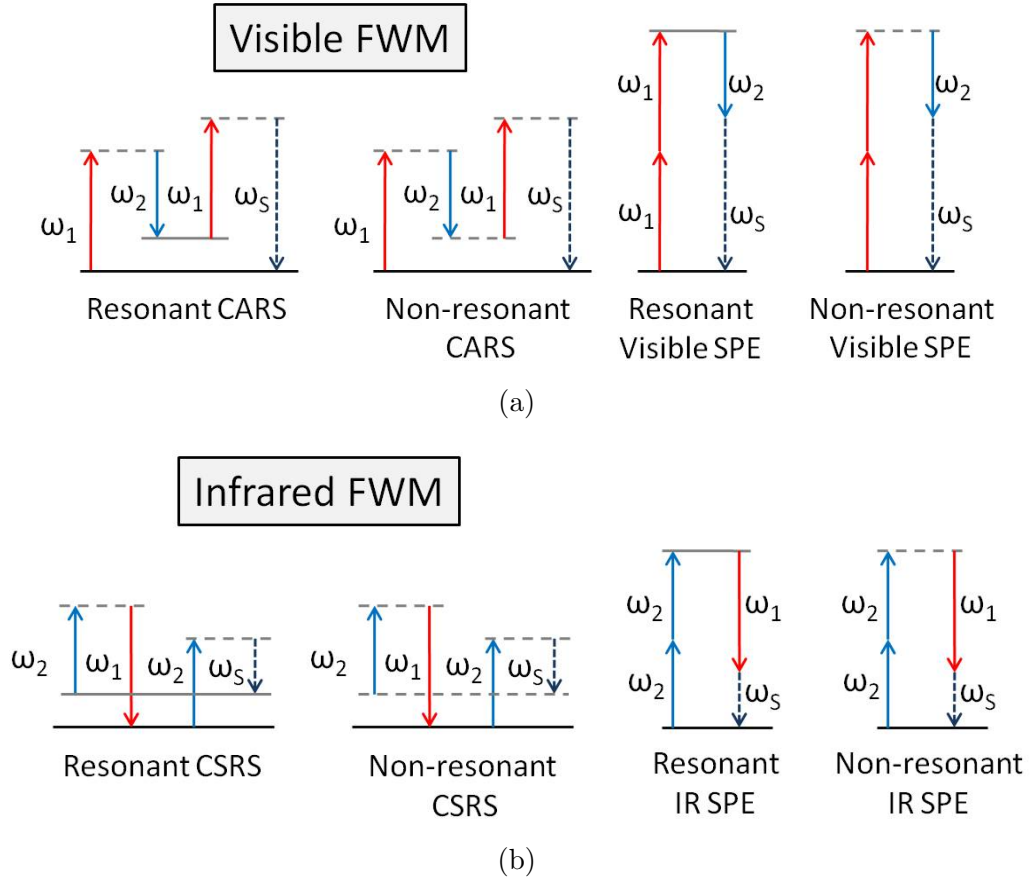 Visible FWM
ω1
ω2
ω1
ωS
Resonant CARS
ω1
ω2
ω1
ωS
Non-resonant
CARS
ω1
ω2
ω1
ωS
Resonant
Visible SPE
ω2
ωS
Non-resonant
Visible SPE
(a)
Infrared FWM
ω2
ω1
ω2
ωS
Resonant CSRS
ω2
ω1
ω2
ωS
Non-resonant
CSRS
ω2
ω1
ω2
ωS
Resonant
IR SPE
ω2
ω1
ω2
ωS
Non-resonant
IR SPE
(b)